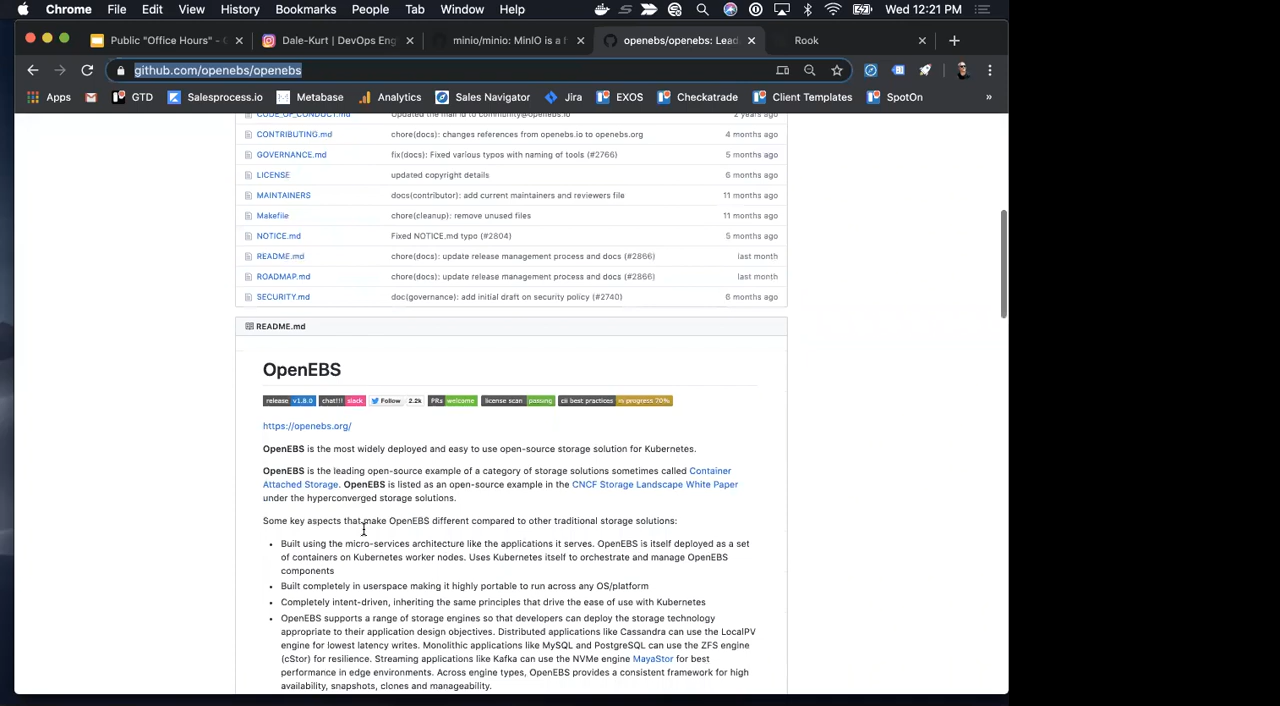 Chrome File Edit View History Bookmarks People Tab Window Help Wed 12:21 PM
Public "Office Hours" - Dale-Kurt | DevOps Eng minio/minio: MinIO is a h openebs/openebs: Lead Rook
github.com/openebs/openebs
Apps GTD Salesprocess.io Metabase Analytics Sales Navigator Jira EXOS Checkatrade Client Templates SpotOn »
CODE_OF_CONDUCT.md Updated the mail id to community@openebs.io 2 years ago
CONTRIBUTING.md chore(docs): changes references from openebs.io to openebs.org 4 months ago
GOVERNANCE.md fix(docs): Fixed various typos with naming of tools (#2766) 5 months ago
LICENSE updated copyright details 6 months ago
MAINTAINERS docs(contributor): add current maintainers and reviewers file 11 months ago
Makefile chore(cleanup): remove unused files 11 months ago
NOTICE.md Fixed NOTICE.md typo (#2804) 5 months ago
README.md chore(docs): update release management process and docs (#2866) last month
ROADMAP.md chore(docs): update release management process and docs (#2866) last month
SECURITY.md doc(governance): add initial draft on security policy (#2740) 6 months ago
README.md
OpenEBS
release v1.8.0 chat!!! slack Follow 2.2k PRs welcome license scan passing cii best practices in progress 70%
https://openebs.org/
OpenEBS is the most widely deployed and easy to use open-source storage solution for Kubernetes.
OpenEBS is the leading open-source example of a category of storage solutions sometimes called Container
Attached Storage. OpenEBS is listed as an open-source example in the CNCF Storage Landscape White Paper
under the hyperconverged storage solutions.
Some key aspects that make OpenEBS different compared to other traditional storage solutions:
• Built using the micro-services architecture like the applications it serves. OpenEBS is itself deployed as a set
of containers on Kubernetes worker nodes. Uses Kubernetes itself to orchestrate and manage OpenEBS
components
• Built completely in userspace making it highly portable to run across any OS/platform
• Completely intent-driven, inheriting the same principles that drive the ease of use with Kubernetes
• OpenEBS supports a range of storage engines so that developers can deploy the storage technology
appropriate to their application design objectives. Distributed applications like Cassandra can use the LocalPV
engine for lowest latency writes. Monolithic applications like MySQL and PostgreSQL can use the ZFS engine
(cStor) for resilience. Streaming applications like Kafka can use the NVMe engine MayaStor for best
performance in edge environments. Across engine types, OpenEBS provides a consistent framework for high
availability, snapshots, clones and manageability.